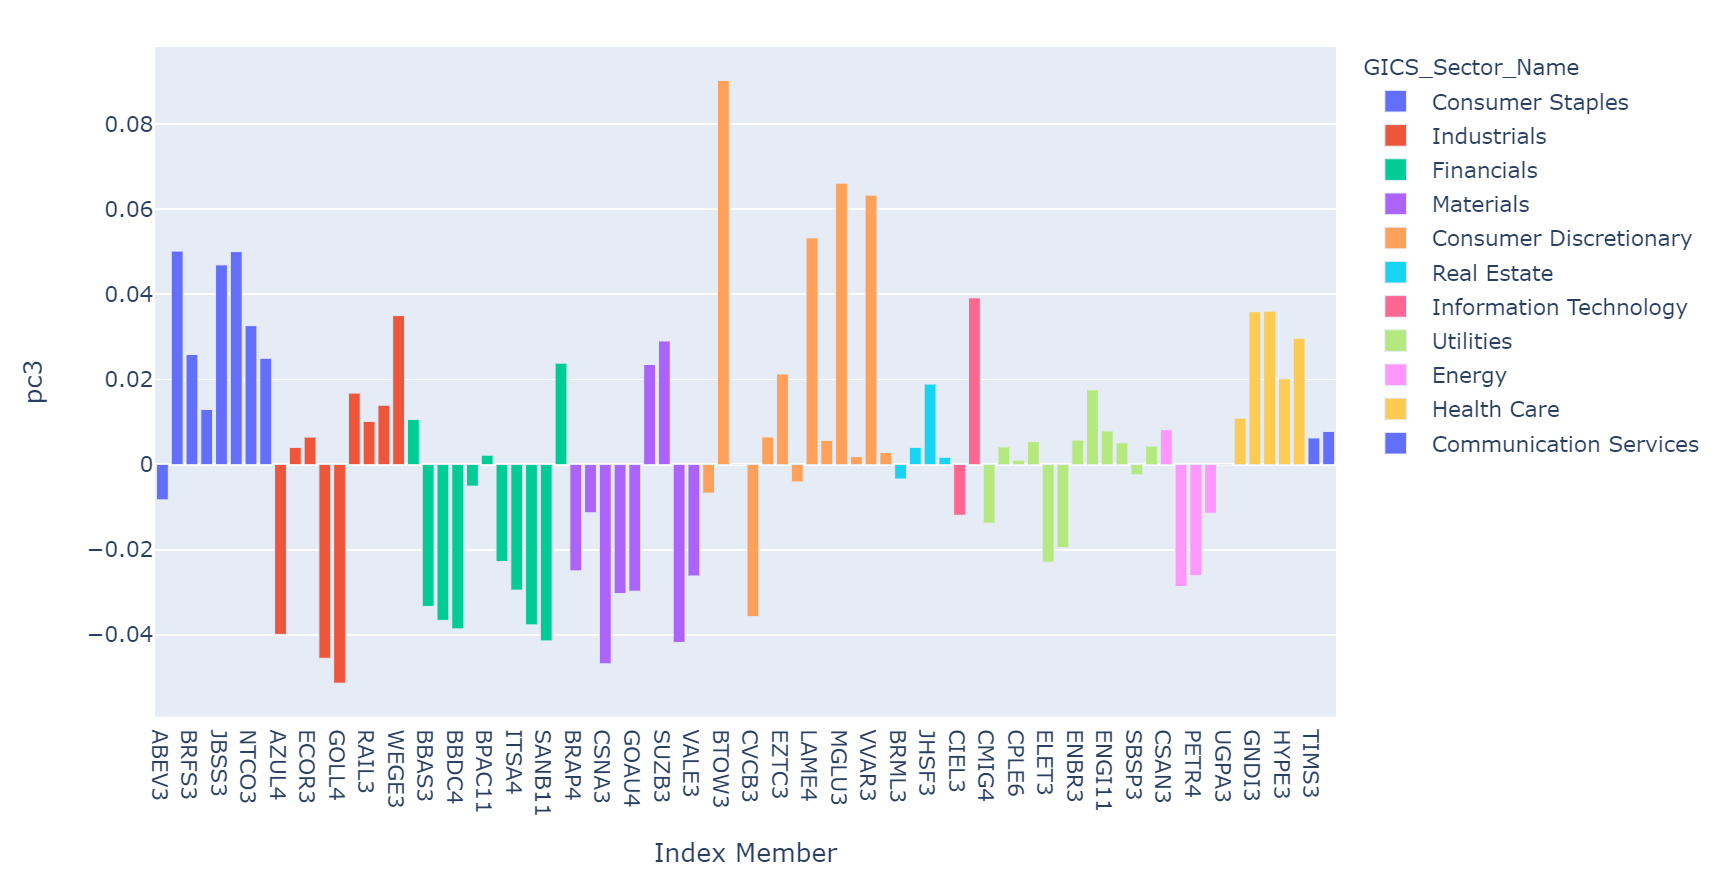 GICS_Sector_Name
Consumer Staples
Industrials
Financials
Materials
Consumer Discretionary
Real Estate
Information Technology
Utilities
Energy
Health Care
Communication Services
pc3
0.08
0.06
0.04
0.02
0
−0.02
−0.04
ABEV3
BRFS3
JBSS3
NTCO3
AZUL4
ECOR3
GOLL4
RAIL3
WEGE3
BBAS3
BBDC4
BPAC11
ITSA4
SANB11
BRAP4
CSNA3
GOAU4
SUZB3
VALE3
BTOW3
CVCB3
EZTC3
LAME4
MGLU3
VVAR3
BRML3
JHSF3
CIEL3
CMIG4
CPLE6
ELET3
ENBR3
ENGI11
SBSP3
CSAN3
PETR4
UGPA3
GNDI3
HYPE3
TIMS3
Index Member